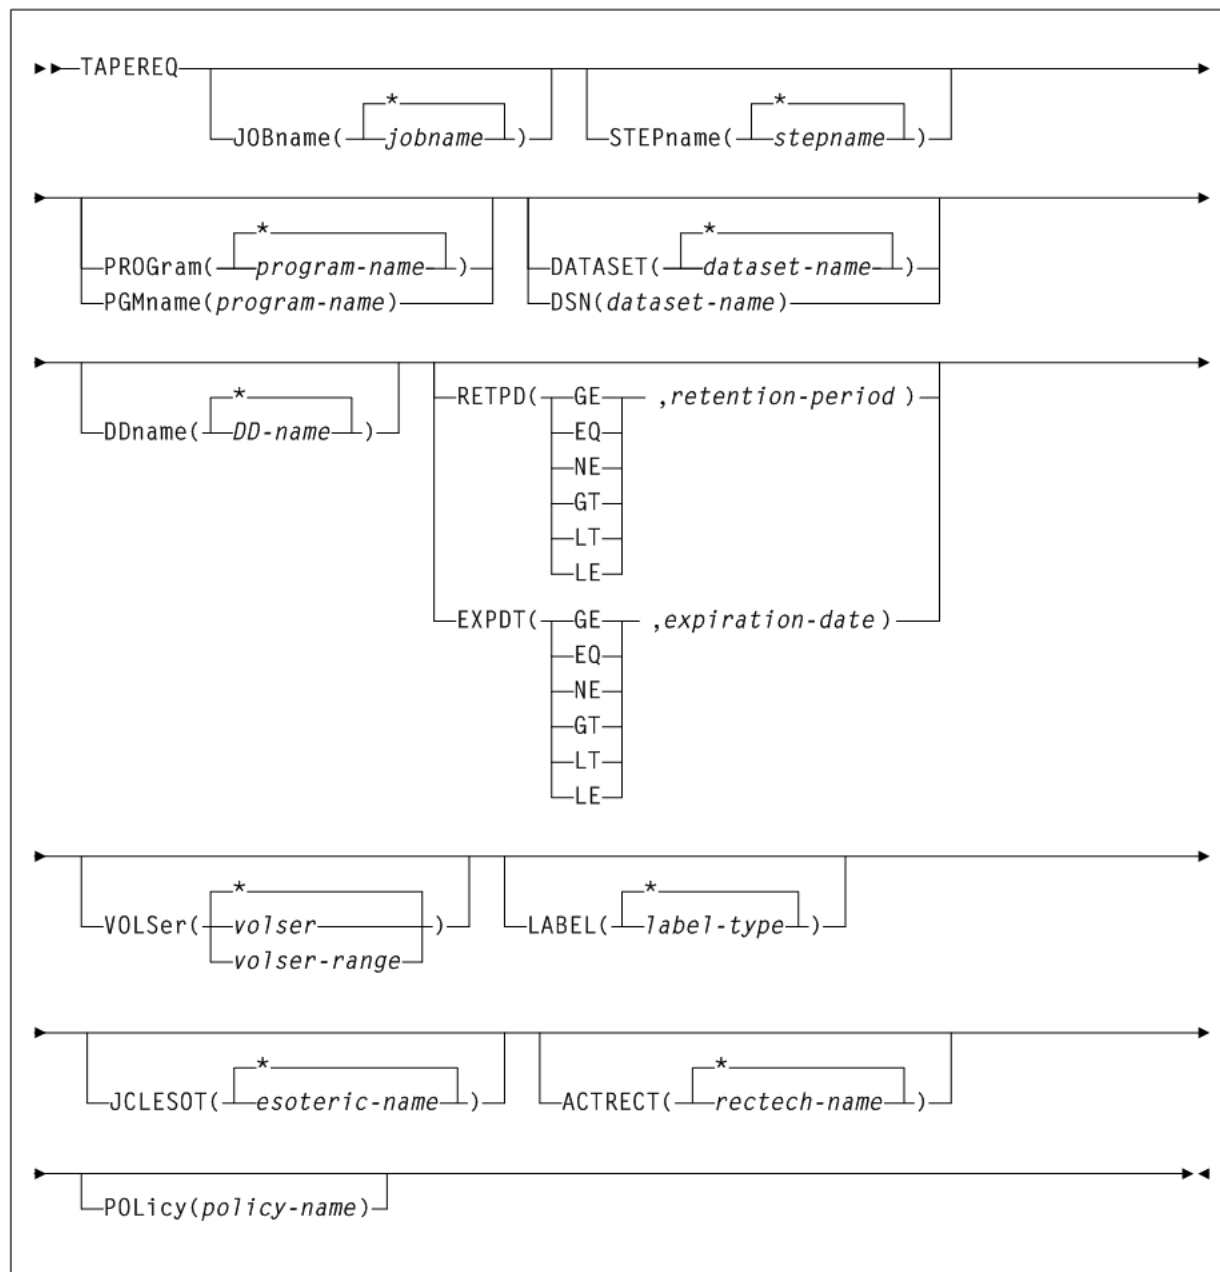 TAPEREQ
* *
JOBname( jobname ) STEPname( stepname )
* *
PROGram( program-name ) DATASET( dataset-name )
PGMname(program-name) DSN(dataset-name)
* RETPD( GE ,retention-period )
DDname( DD-name ) EQ
NE
GT
LT
LE
EXPDT( GE ,expiration-date )
EQ
NE
GT
LT
LE
* *
VOLSer( volser ) LABEL( label-type )
volser-range
* *
JCLESOT( esoteric-name ) ACTRECT( rectech-name )
POLicy(policy-name)